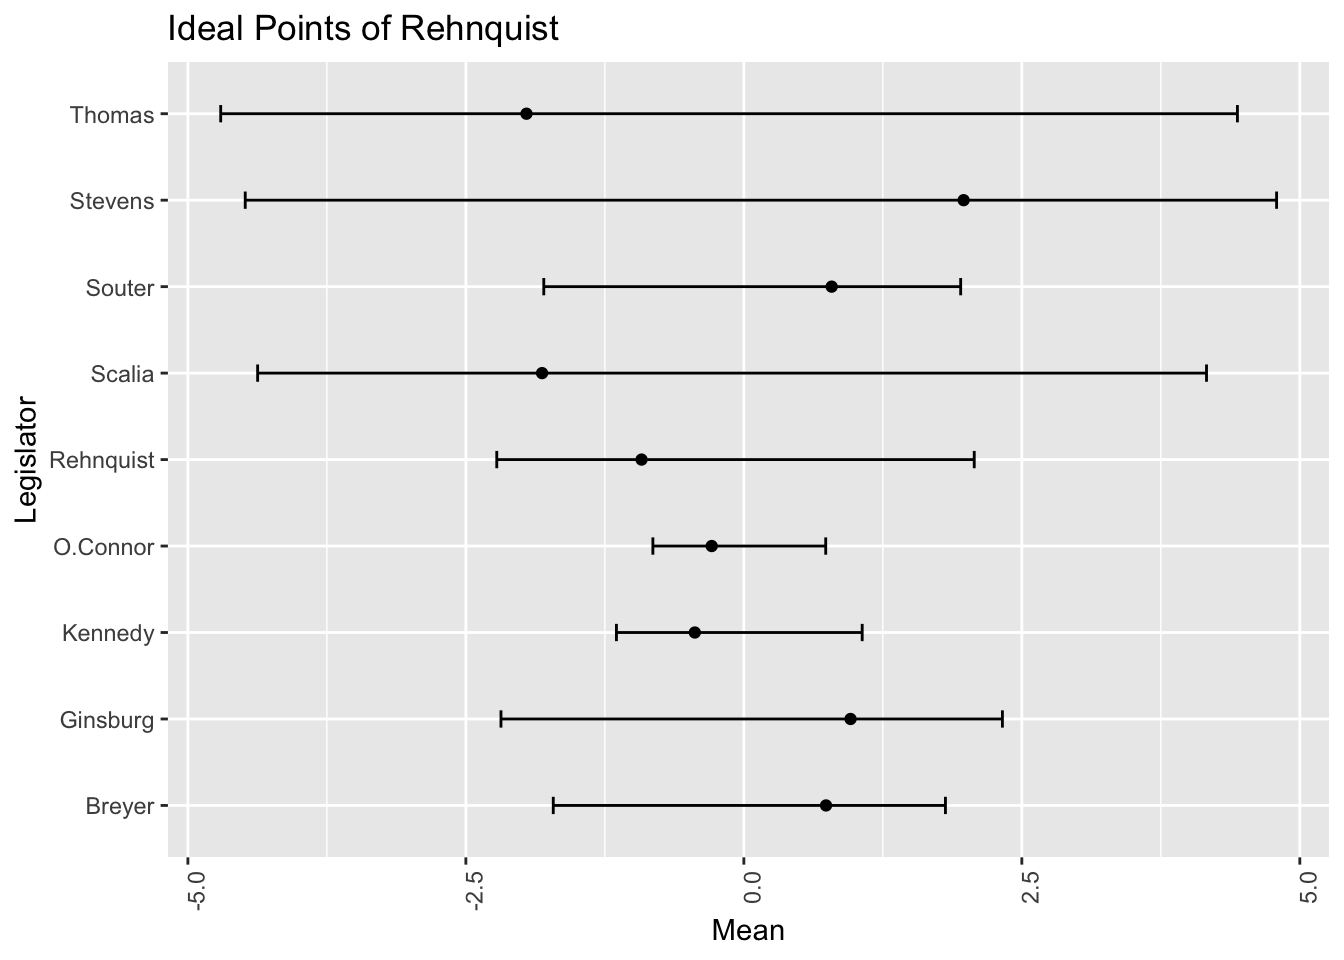 Ideal Points of Rehnquist
Thomas
Stevens
Souter
Scalia
Rehnquist
O.Connor
Kennedy
Ginsburg
Breyer
Legislator
-5.0
-2.5
0.0
2.5
5.0
Mean